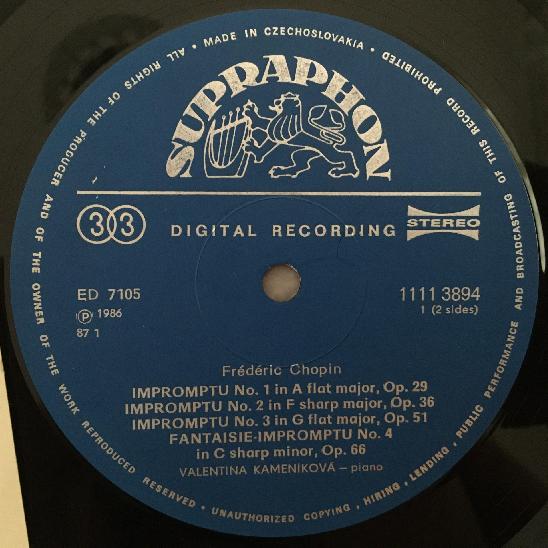 ALL RIGHTS OF THE PRODUCER AND OF THE OWNER OF THE WORK REPRODUCED RESERVED • UNAUTHORIZED COPYING, HIRING, LENDING, PUBLIC PERFORMANCE AND BROADCASTING OF THIS RECORD PROHIBITED • MADE IN CZECHOSLOVAKIA •
SUPRAPHON
33 DIGITAL RECORDING STEREO
ED 7105 1111 3894
Ⓟ 1986 1 (2 sides)
87 1
Frédéric Chopin
IMPROMPTU No. 1 in A flat major, Op. 29
IMPROMPTU No. 2 in F sharp major, Op. 36
IMPROMPTU No. 3 in G flat major, Op. 51
FANTAISIE-IMPROMPTU No. 4
in C sharp minor, Op. 66
VALENTINA KAMENÍKOVÁ – piano